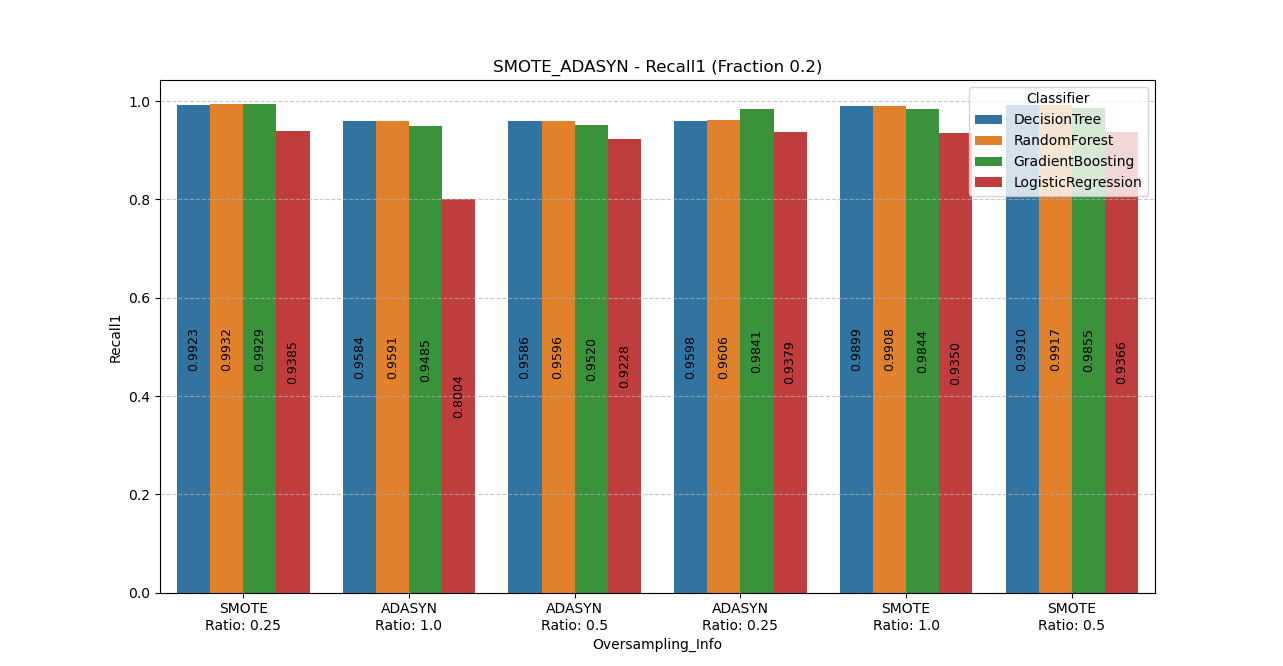 SMOTE_ADASYN - Recall1 (Fraction 0.2)
Classifier
DecisionTree
RandomForest
GradientBoosting
LogisticRegression
Recall1
1.0
0.8
0.6
0.4
0.2
0.0
0.9923
0.9932
0.9929
0.9385
0.9584
0.9591
0.9485
0.8004
0.9586
0.9596
0.9520
0.9228
0.9598
0.9606
0.9841
0.9379
0.9899
0.9908
0.9844
0.9350
0.9910
0.9917
0.9855
0.9366
SMOTE
Ratio: 0.25
ADASYN
Ratio: 1.0
ADASYN
Ratio: 0.5
ADASYN
Ratio: 0.25
SMOTE
Ratio: 1.0
SMOTE
Ratio: 0.5
Oversampling_Info